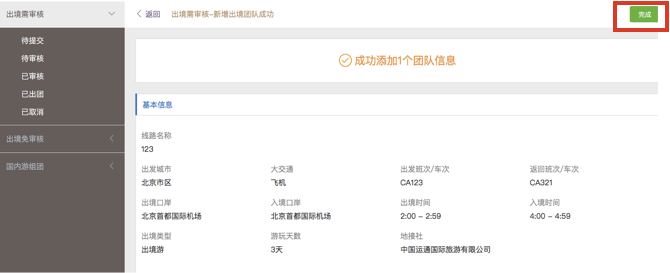 出境需审核
待提交
待审核
已审核
已出团
已取消
出境免审核
国内游组团
返回 出境需审核-新增出境团队成功
完成
成功添加1个团队信息
基本信息
线路名称
123
出发城市 大交通 出发班次/车次 返回班次/车次
北京市区 飞机 CA123 CA321
出境口岸 入境口岸 出境时间 入境时间
北京首都国际机场 北京首都国际机场 2:00 - 2:59 4:00 - 4:59
出境类型 游玩天数 地接社
出境游 3天 中国运通国际旅游有限公司